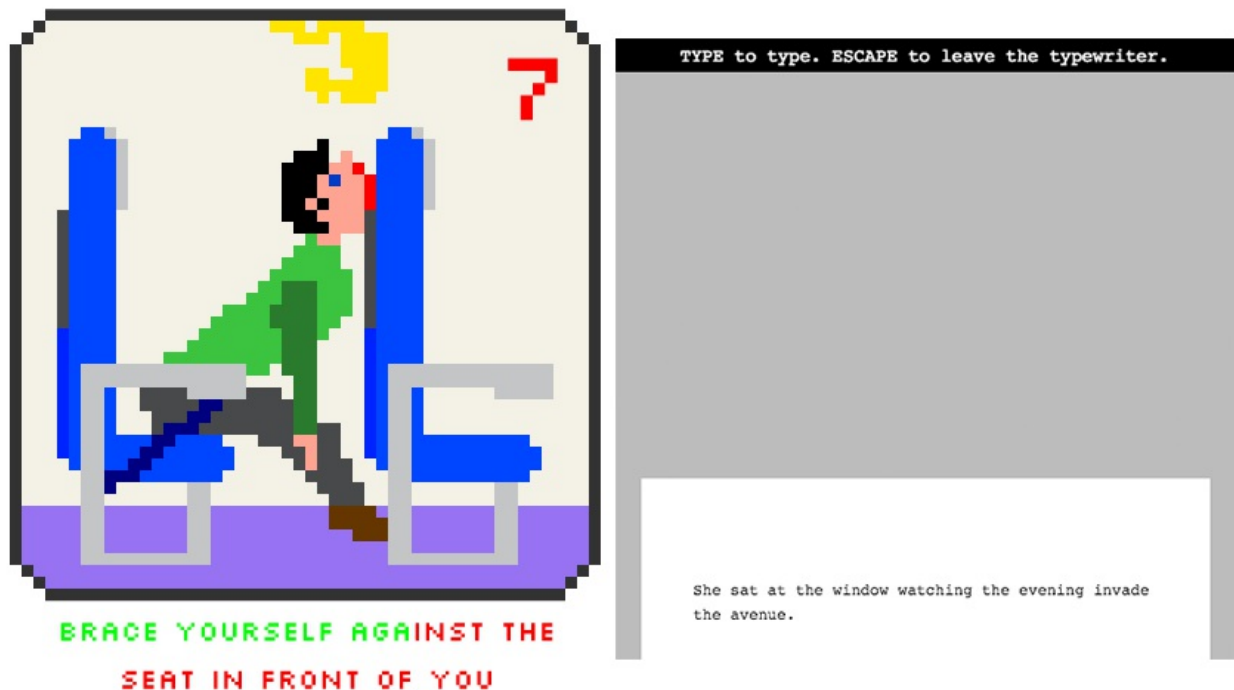 7
BRACE YOURSELF AGAINST THE
SEAT IN FRONT OF YOU
TYPE to type. ESCAPE to leave the typewriter.
She sat at the window watching the evening invade
the avenue.